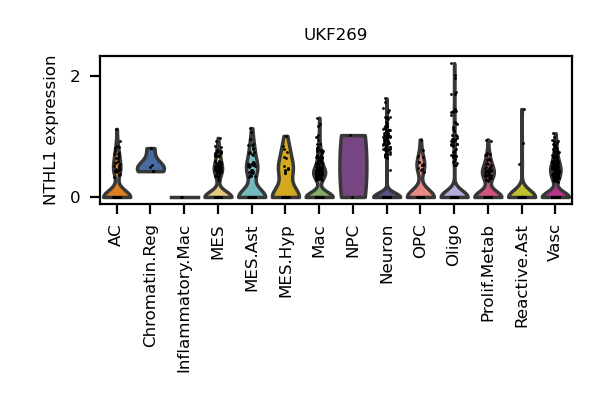 UKF269
NTHL1 expression
2
0
AC
Chromatin.Reg
Inflammatory.Mac
MES
MES.Ast
MES.Hyp
Mac
NPC
Neuron
OPC
Oligo
Prolif.Metab
Reactive.Ast
Vasc